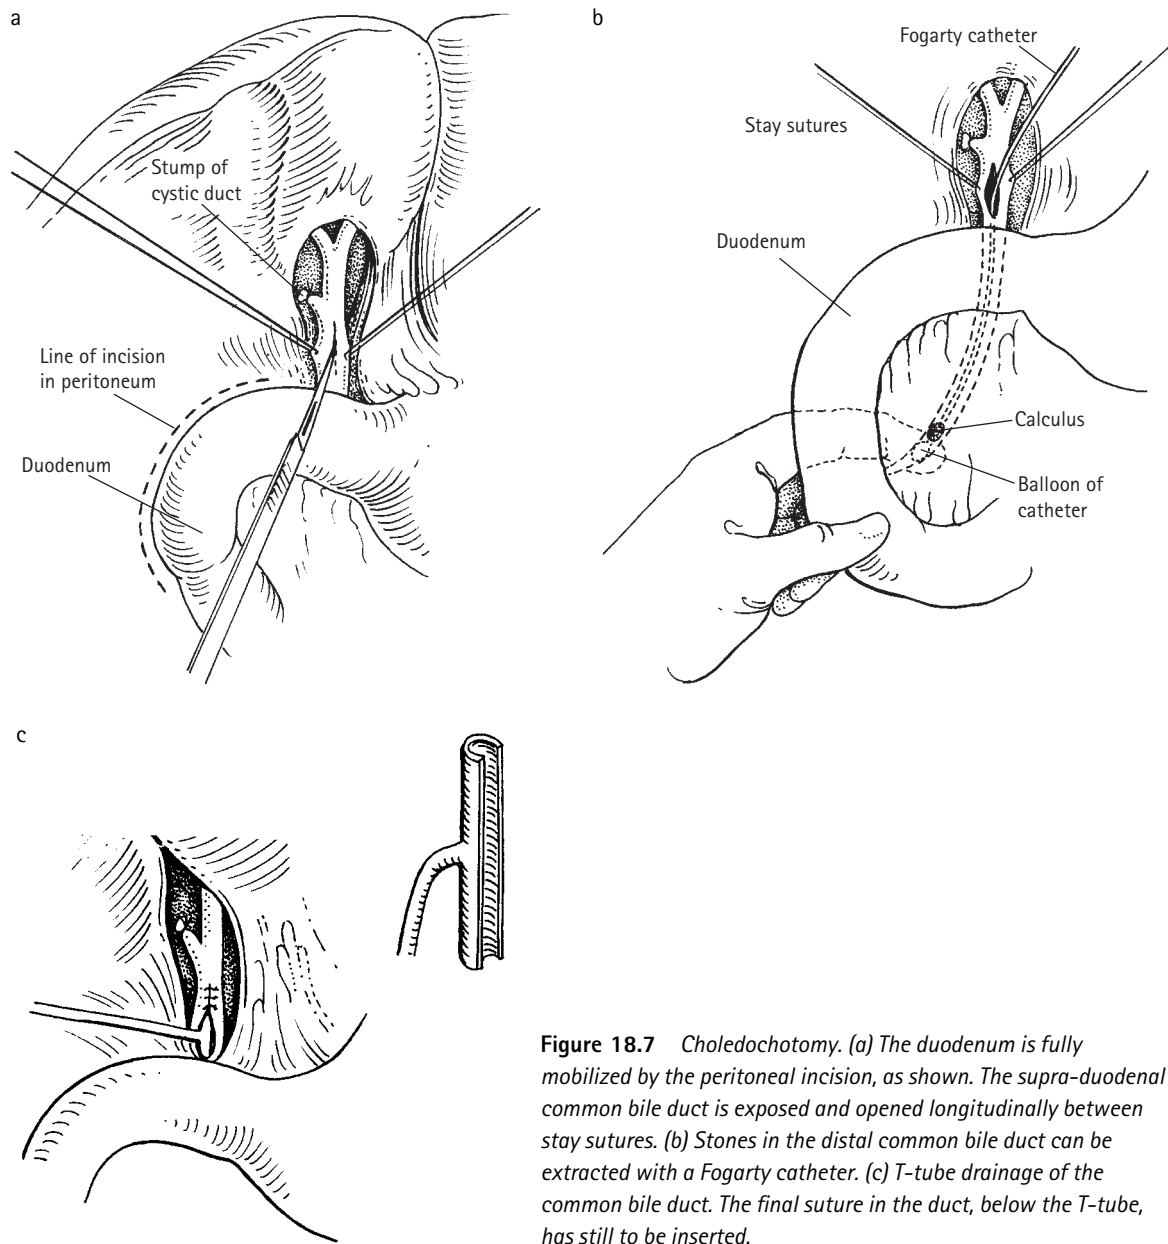 a
Stump of
cystic duct
Line of incision
in peritoneum
Duodenum
b
Fogarty catheter
Stay sutures
Duodenum
Calculus
Balloon of
catheter
c
Figure 18.7 Choledochotomy. (a) The duodenum is fully
mobilized by the peritoneal incision, as shown. The supra-duodenal
common bile duct is exposed and opened longitudinally between
stay sutures. (b) Stones in the distal common bile duct can be
extracted with a Fogarty catheter. (c) T-tube drainage of the
common bile duct. The final suture in the duct, below the T-tube,
has still to be inserted.